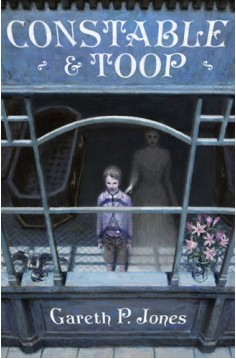 CONSTABLE
& TOOP
Gareth P. Jones